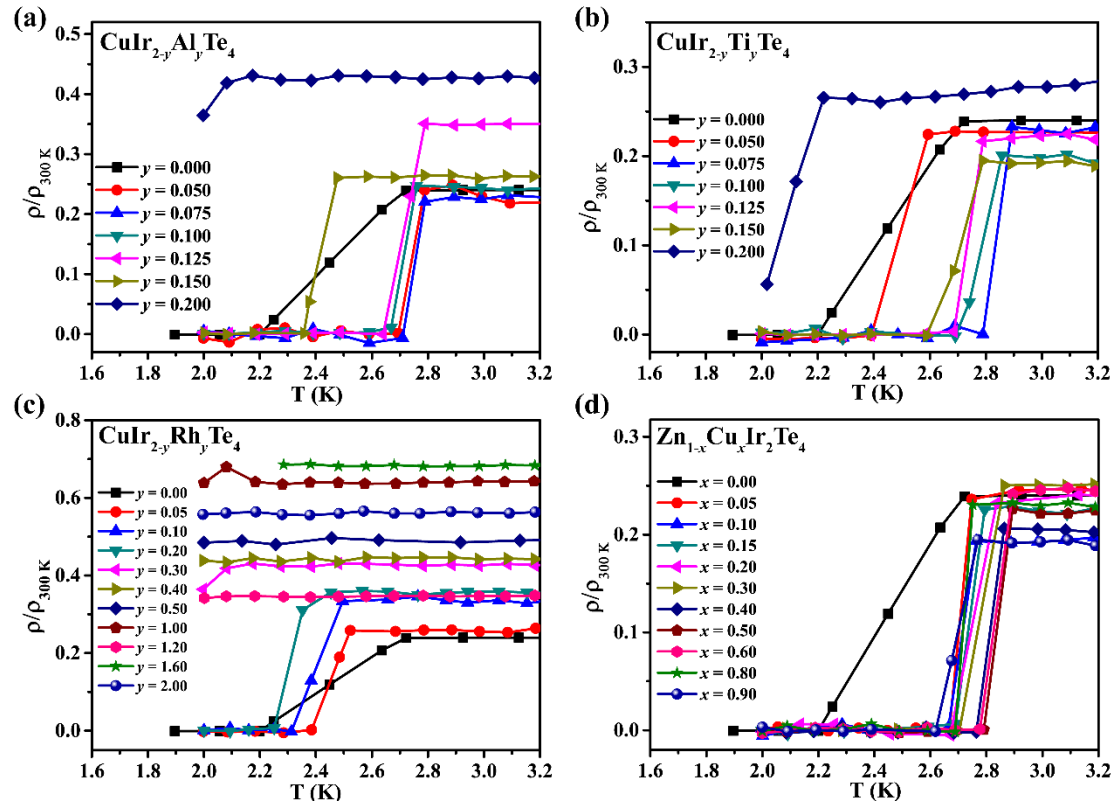 (a)
CuIr2-yAlyTe4
0.5
0.4
0.3
0.2
0.1
0.0
ρ/ρ300 K
y = 0.000
y = 0.050
y = 0.075
y = 0.100
y = 0.125
y = 0.150
y = 0.200
1.6 1.8 2.0 2.2 2.4 2.6 2.8 3.0 3.2
T (K)
(b)
CuIr2-yTiyTe4
0.3
0.2
0.1
0.0
ρ/ρ300 K
y = 0.000
y = 0.050
y = 0.075
y = 0.100
y = 0.125
y = 0.150
y = 0.200
1.6 1.8 2.0 2.2 2.4 2.6 2.8 3.0 3.2
T (K)
(c)
CuIr2-yRhyTe4
0.8
0.6
0.4
0.2
0.0
ρ/ρ300 K
y = 0.00
y = 0.05
y = 0.10
y = 0.20
y = 0.30
y = 0.40
y = 0.50
y = 1.00
y = 1.20
y = 1.60
y = 2.00
1.6 1.8 2.0 2.2 2.4 2.6 2.8 3.0 3.2
T (K)
(d)
Zn1-xCuxIr2Te4
0.3
0.2
0.1
0.0
ρ/ρ300 K
x = 0.00
x = 0.05
x = 0.10
x = 0.15
x = 0.20
x = 0.30
x = 0.40
x = 0.50
x = 0.60
x = 0.80
x = 0.90
1.6 1.8 2.0 2.2 2.4 2.6 2.8 3.0 3.2
T (K)